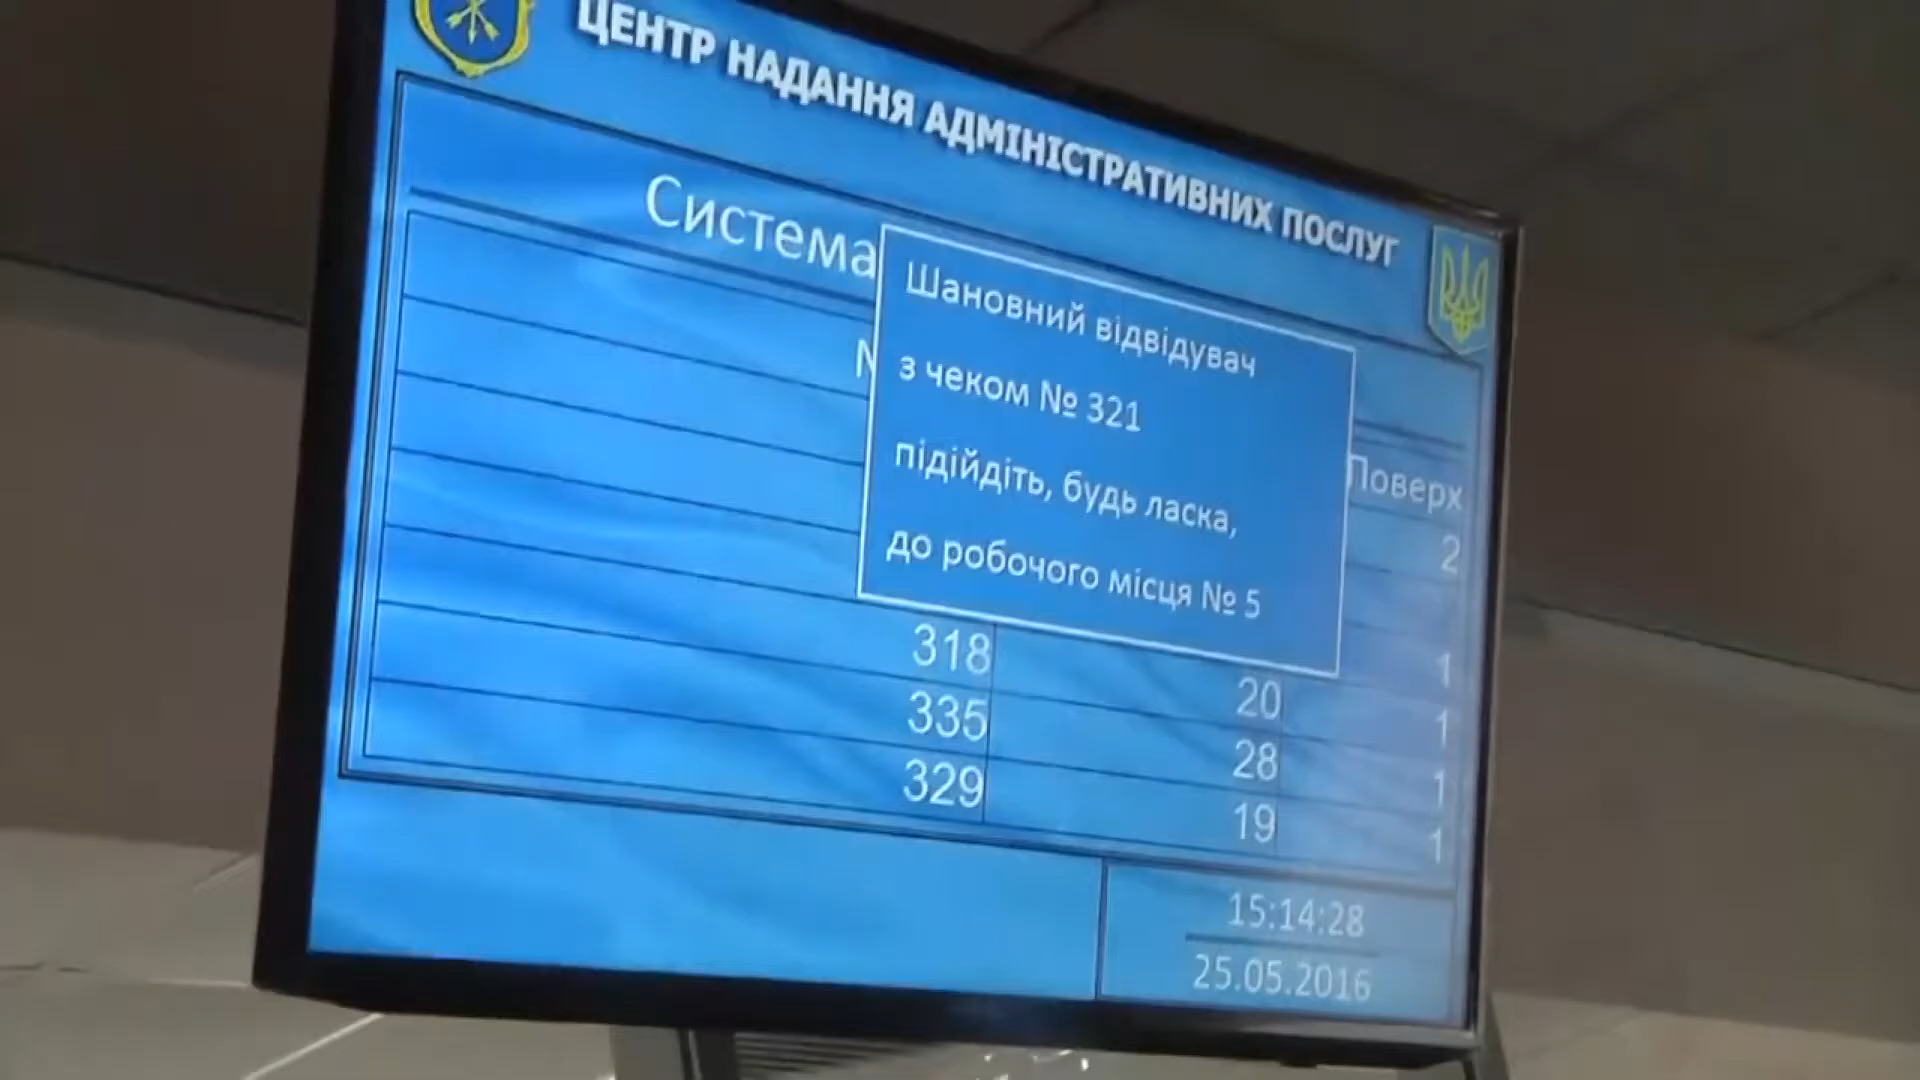 ЦЕНТР НАДАННЯ АДМІНІСТРАТИВНИХ ПОСЛУГ
Система
Шановний відвідувач
з чеком № 321
підійдіть, будь ласка,
до робочого місця № 5
Поверх
2
1
318 20 1
335 28 1
329 19 1
15:14:28
25.05.2016